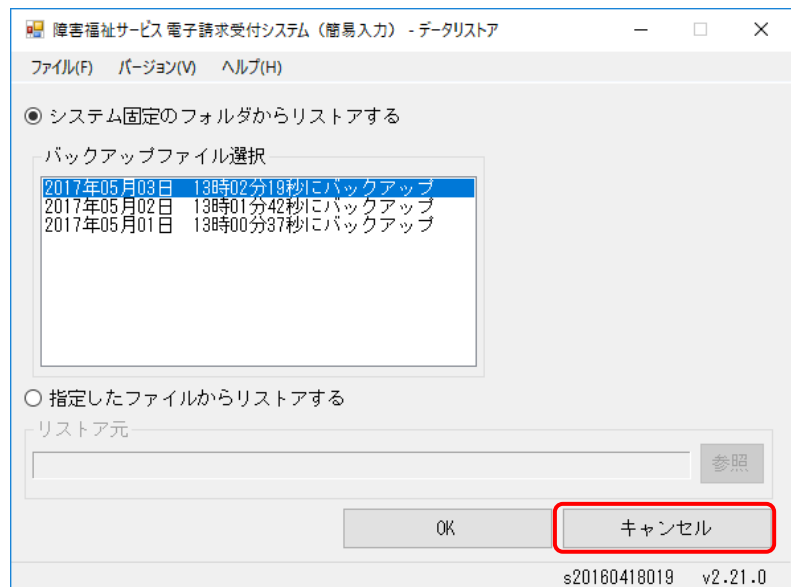 障害福祉サービス 電子請求受付システム（簡易入力） - データリストア
ファイル(F) バージョン(V) ヘルプ(H)
システム固定のフォルダからリストアする
バックアップファイル選択
2017年05月03日 13時02分19秒にバックアップ
2017年05月02日 13時01分42秒にバックアップ
2017年05月01日 13時00分37秒にバックアップ
指定したファイルからリストアする
リストア元
参照
OK キャンセル
s20160418019 v2.21.0